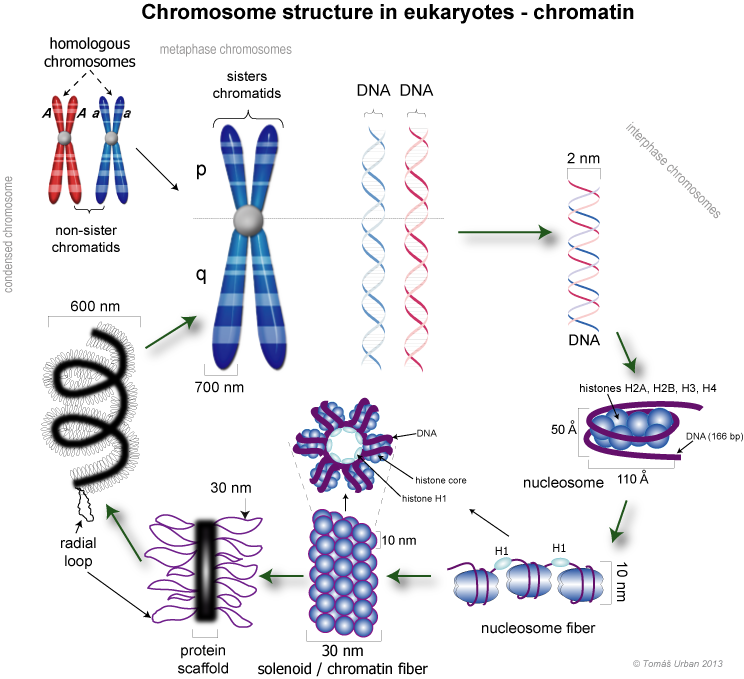 Chromosome structure in eukaryotes - chromatin
homologous
chromosomes
metaphase chromosomes
sisters
chromatids
DNA DNA
A A a a
interphase chromosomes
2 nm
p
condensed chromosome
non-sister
chromatids
q
600 nm
DNA
700 nm
histones H2A, H2B, H3, H4
50 Å
DNA (166 bp)
110 Å
nucleosome
DNA
histone core
histone H1
30 nm
radial
loop
10 nm
H1 H1
10 nm
nucleosome fiber
protein
scaffold
30 nm
solenoid / chromatin fiber
© Tomáš Urban 2013